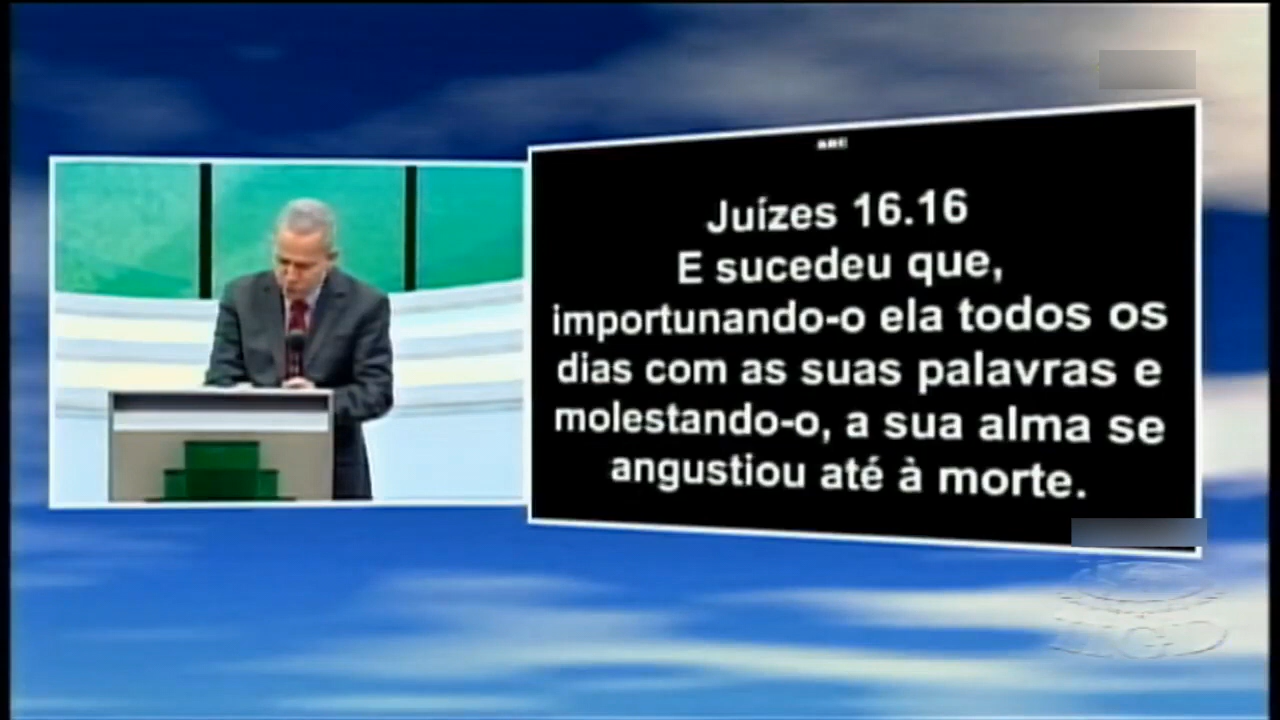 Juízes 16.16
E sucedeu que,
importunando-o ela todos os
dias com as suas palavras e
molestando-o, a sua alma se
angustiou até à morte.